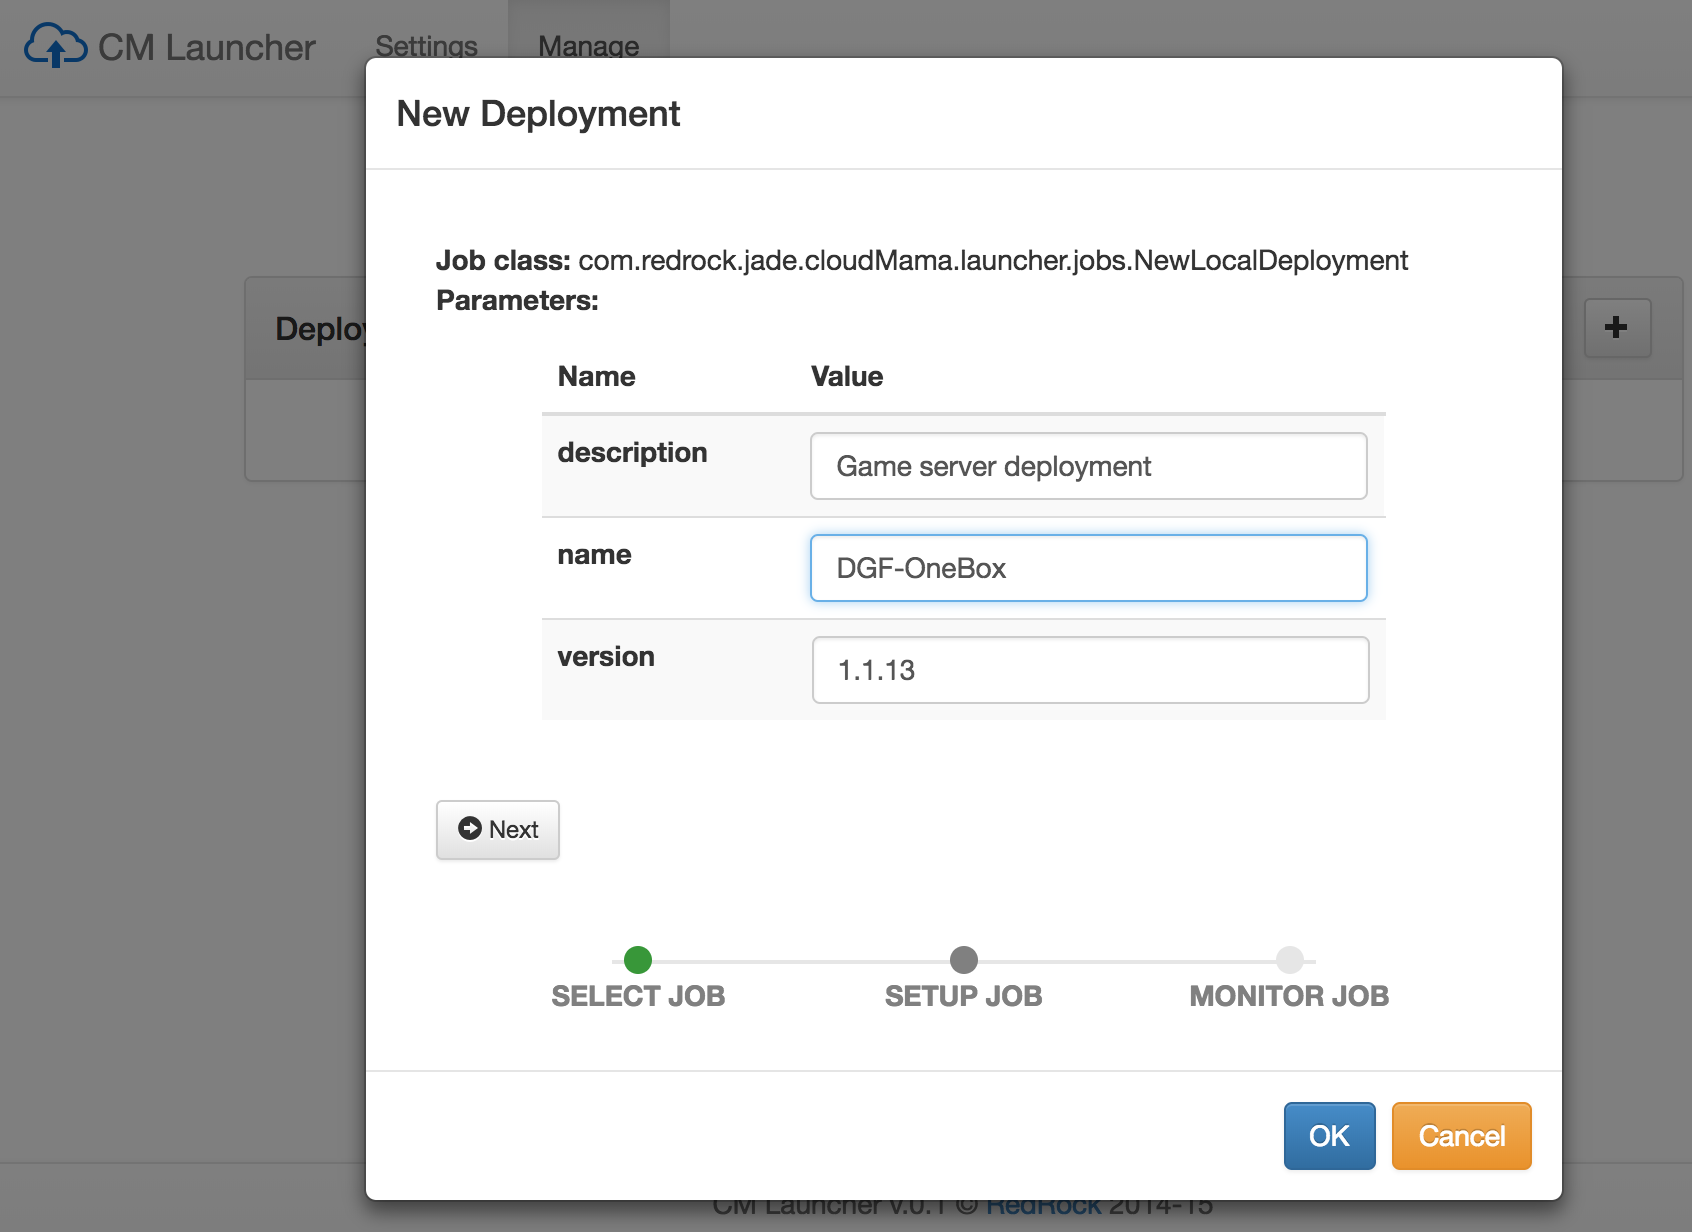 CM Launcher Settings Manage
New Deployment
Job class: com.redrock.jade.cloudMama.launcher.jobs.NewLocalDeployment
Parameters:
Deploy
Name Value
description Game server deployment
name DGF-OneBox
version 1.1.13
Next
SELECT JOB SETUP JOB MONITOR JOB
OK Cancel
CM Launcher v.0.1 © RedRock 2014-15